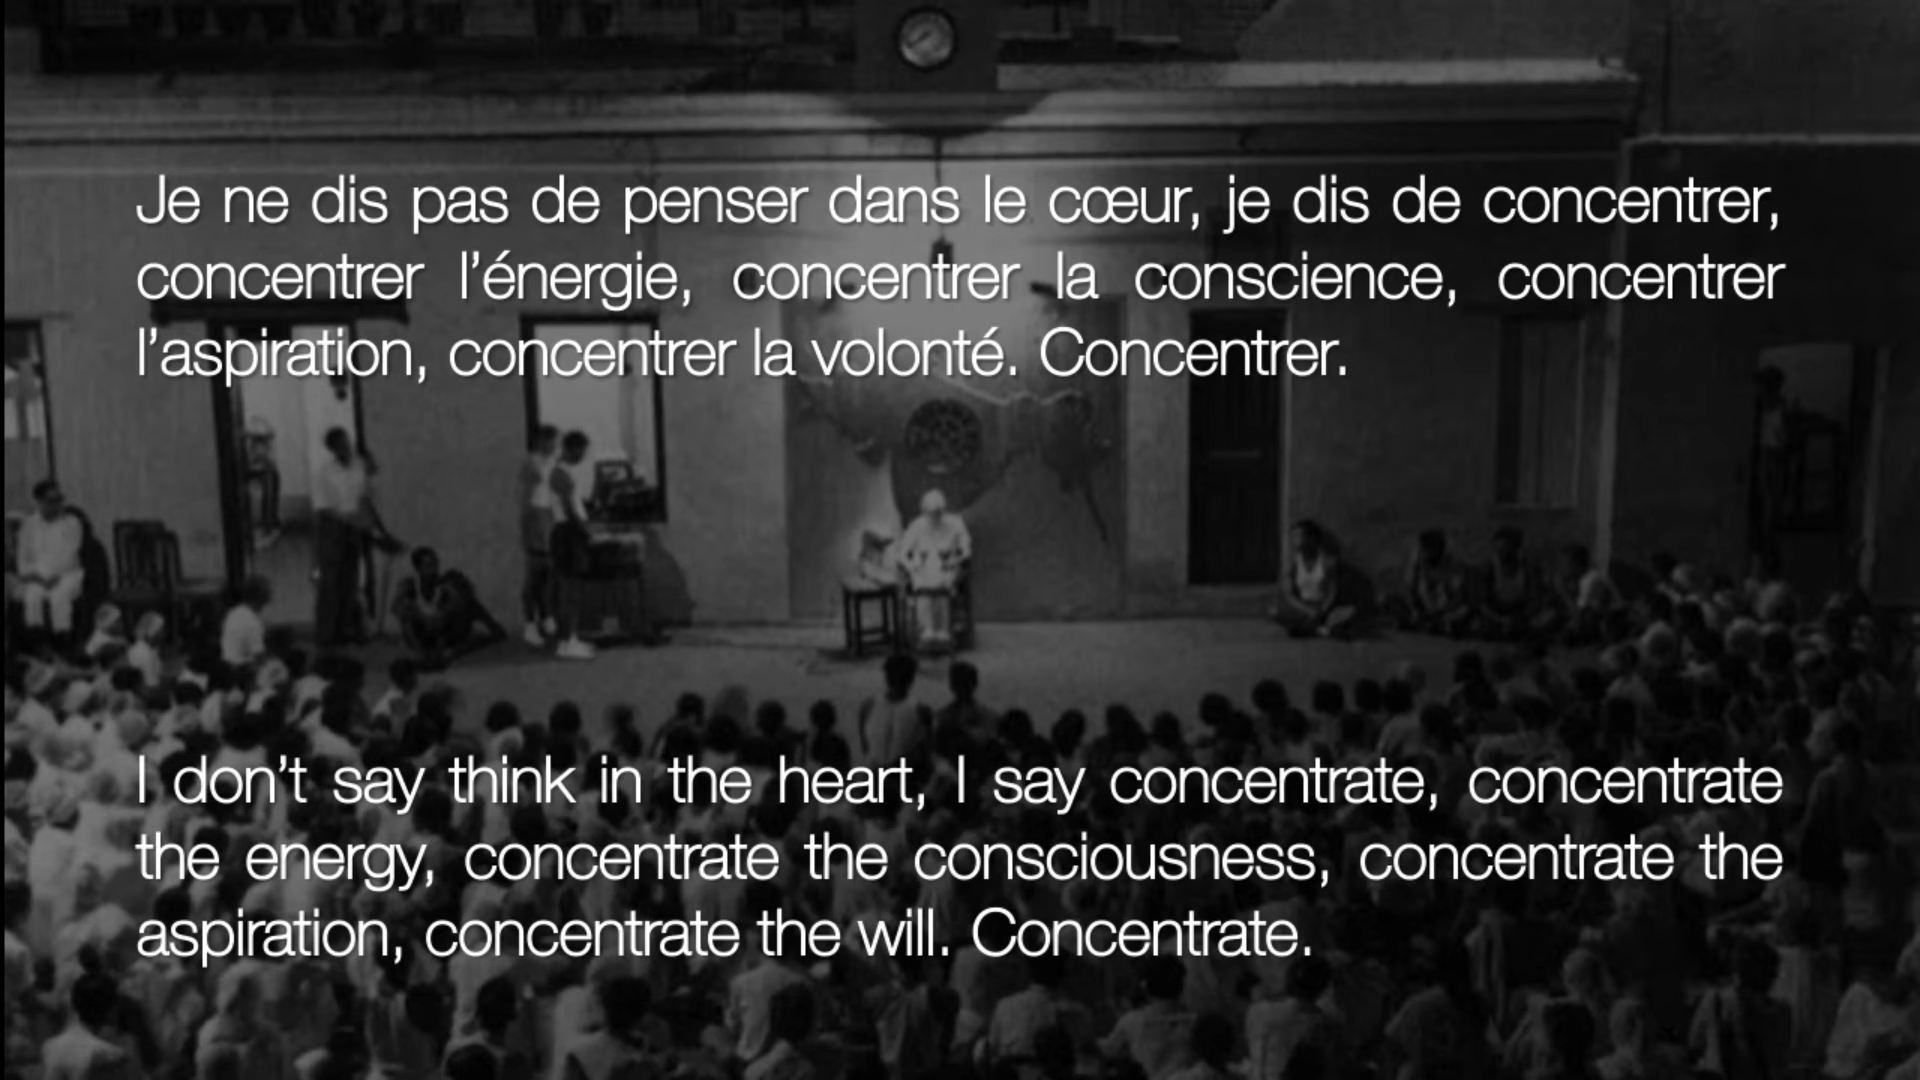 Je ne dis pas de penser dans le cœur, je dis de concentrer,
concentrer l’énergie, concentrer la conscience, concentrer
l’aspiration, concentrer la volonté. Concentrer.
I don’t say think in the heart, I say concentrate, concentrate
the energy, concentrate the consciousness, concentrate the
aspiration, concentrate the will. Concentrate.